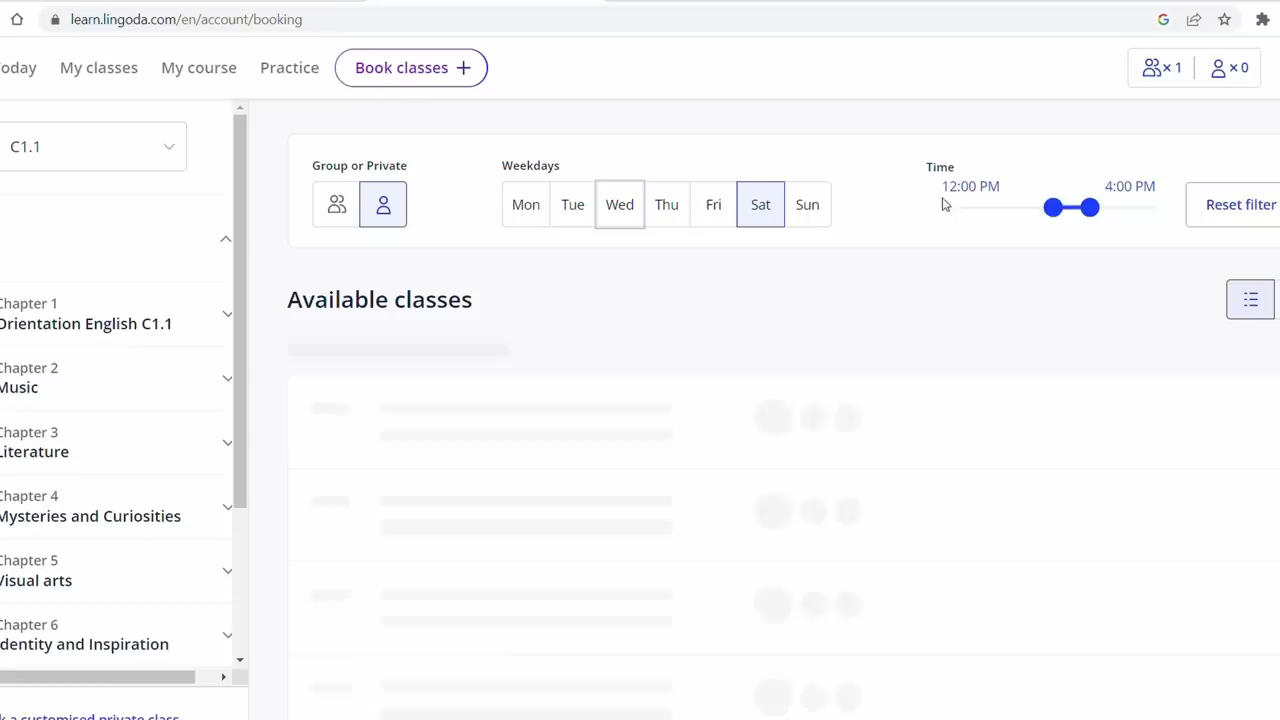 learn.lingoda.com/en/account/booking
oday My classes My course Practice Book classes + × 1 × 0
C1.1
Group or Private Weekdays Time
12:00 PM 4:00 PM
Mon Tue Wed Thu Fri Sat Sun Reset filter
Available classes
Chapter 1
Orientation English C1.1
Chapter 2
Music
Chapter 3
Literature
Chapter 4
Mysteries and Curiosities
Chapter 5
Visual arts
Chapter 6
dentity and Inspiration
k a customised private class